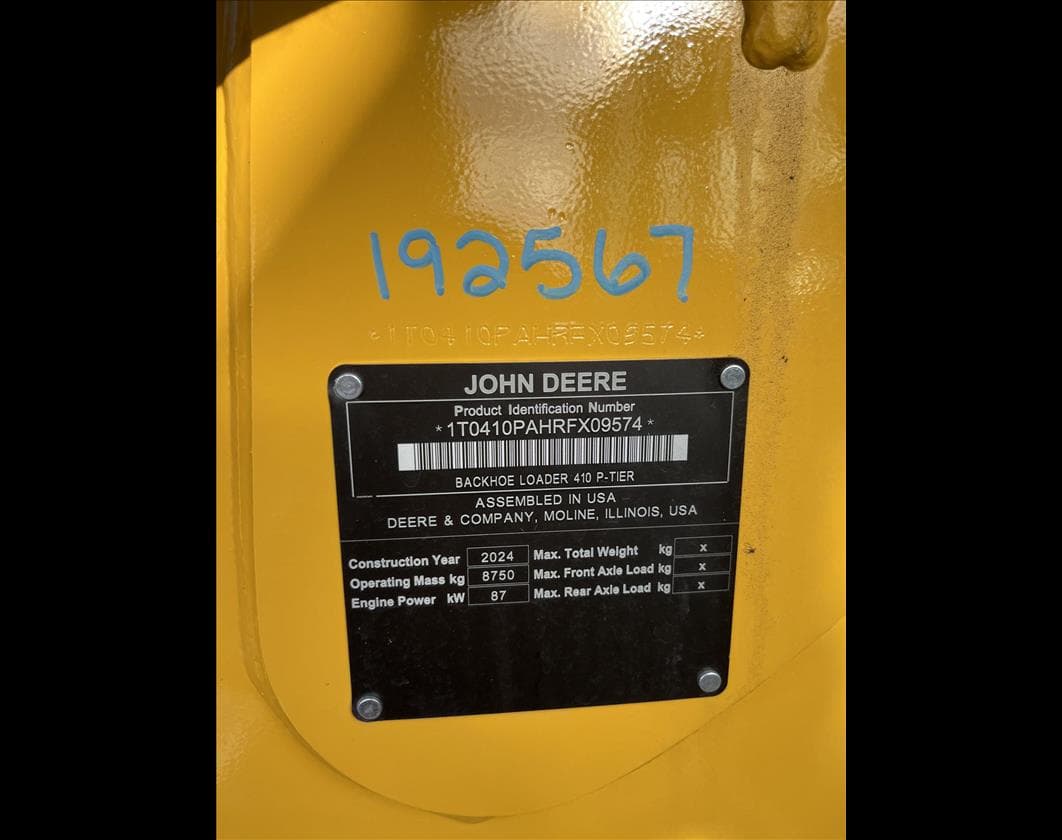 192567
*1T0410PAHRFX09574*
JOHN DEERE
Product Identification Number
*1T0410PAHRFX09574*
BACKHOE LOADER 410 P-TIER
ASSEMBLED IN USA
DEERE & COMPANY, MOLINE, ILLINOIS, USA
Construction Year 2024 Max. Total Weight kg x
Operating Mass kg 8750 Max. Front Axle Load kg x
Engine Power kW 87 Max. Rear Axle Load kg x